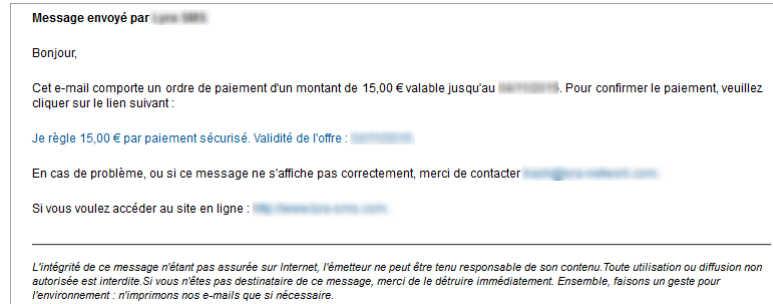 Message envoyé par
Bonjour,
Cet e-mail comporte un ordre de paiement d'un montant de 15,00 € valable jusqu'au . Pour confirmer le paiement, veuillez
cliquer sur le lien suivant :
Je règle 15,00 € par paiement sécurisé. Validité de l'offre :
En cas de problème, ou si ce message ne s'affiche pas correctement, merci de contacter
Si vous voulez accéder au site en ligne :
L'intégrité de ce message n'étant pas assurée sur Internet, l'émetteur ne peut être tenu responsable de son contenu.Toute utilisation ou diffusion non
autorisée est interdite.Si vous n'êtes pas destinataire de ce message, merci de le détruire immédiatement. Ensemble, faisons un geste pour
l'environnement : n'imprimons nos e-mails que si nécessaire.